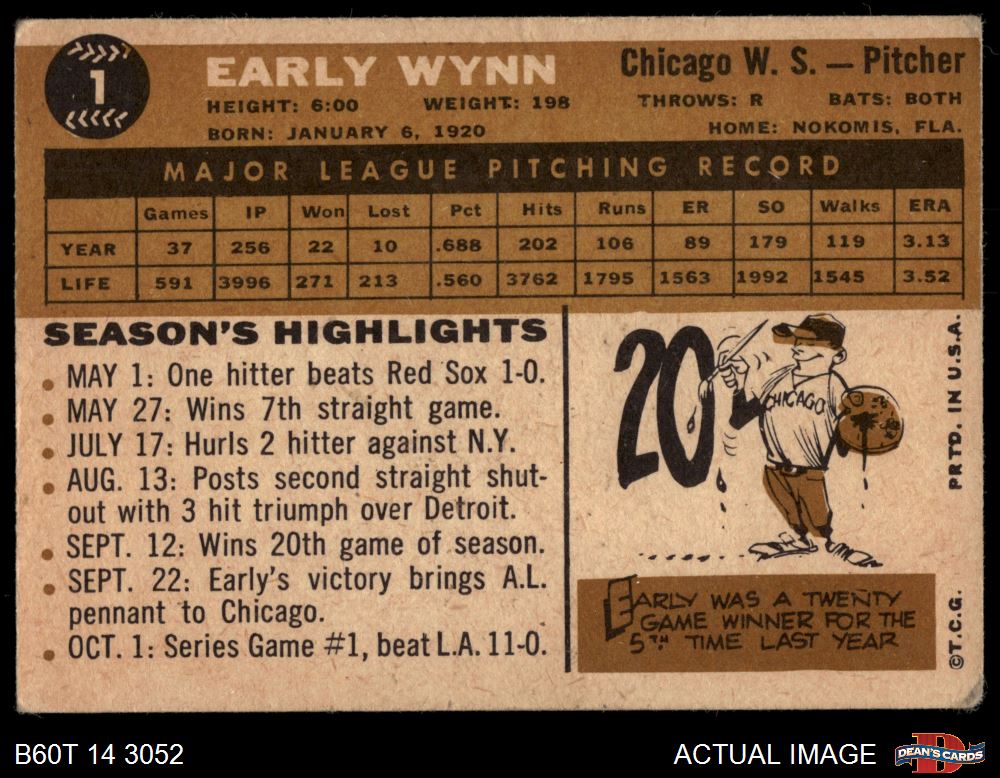 1
EARLY WYNN
Chicago W. S. — Pitcher
HEIGHT: 6:00 WEIGHT: 198 THROWS: R BATS: BOTH
BORN: JANUARY 6, 1920 HOME: NOKOMIS, FLA.
MAJOR LEAGUE PITCHING RECORD
Games IP Won Lost Pct Hits Runs ER SO Walks ERA
YEAR 37 256 22 10 .688 202 106 89 179 119 3.13
LIFE 591 3996 271 213 .560 3762 1795 1563 1992 1545 3.52
SEASON'S HIGHLIGHTS
• MAY 1: One hitter beats Red Sox 1-0.
• MAY 27: Wins 7th straight game.
• JULY 17: Hurls 2 hitter against N.Y.
• AUG. 13: Posts second straight shut-
out with 3 hit triumph over Detroit.
• SEPT. 12: Wins 20th game of season.
• SEPT. 22: Early's victory brings A.L.
pennant to Chicago.
• OCT. 1: Series Game #1, beat L.A. 11-0.
20
CHICAGO
EARLY WAS A TWENTY
GAME WINNER FOR THE
5TH TIME LAST YEAR
©T.C.G. PRTD. IN U.S.A.
B60T 14 3052
ACTUAL IMAGE
D
DEAN'S CARDS